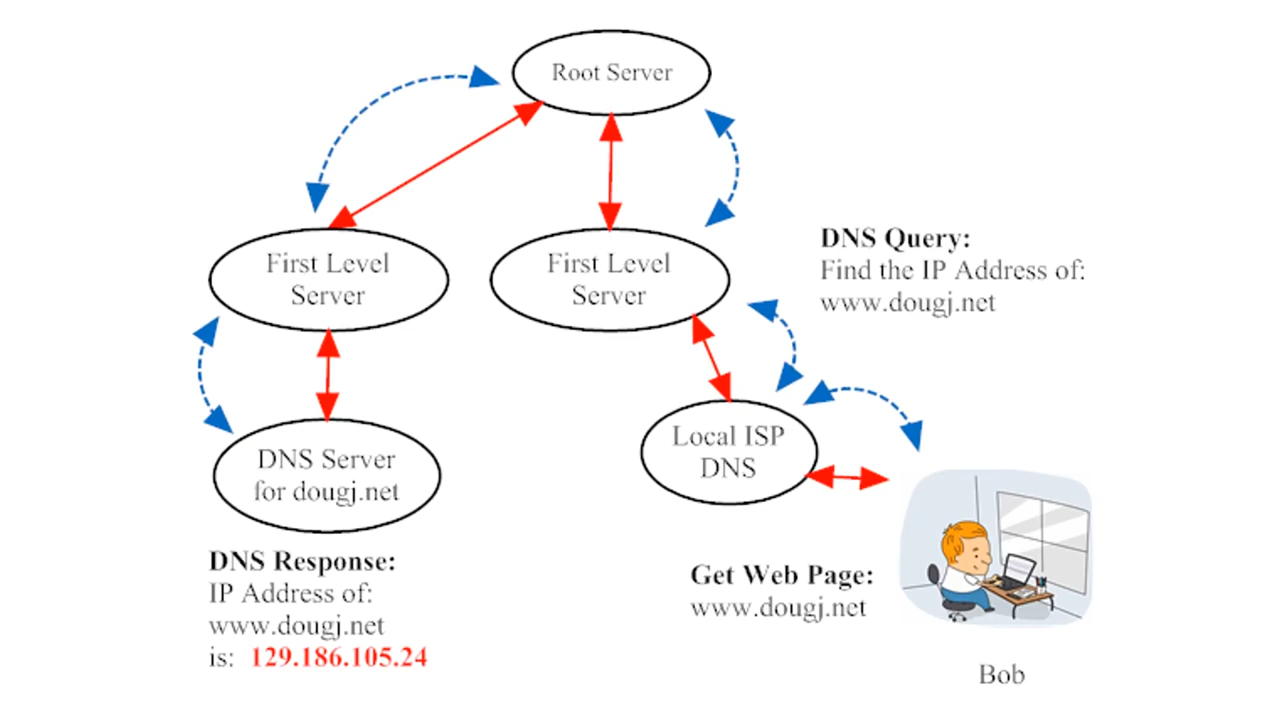 Root Server
First Level
Server
First Level
Server
DNS Query:
Find the IP Address of:
www.dougj.net
Local ISP
DNS
DNS Server
for dougj.net
DNS Response:
IP Address of:
www.dougj.net
is: 129.186.105.24
Get Web Page:
www.dougj.net
Bob